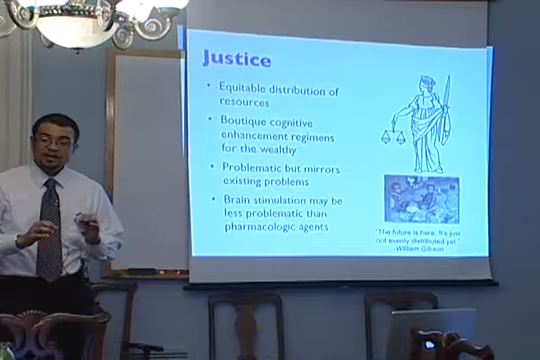 Justice
• Equitable distribution of
resources
• Boutique cognitive
enhancement regimens
for the wealthy
• Problematic but mirrors
existing problems
• Brain stimulation may be
less problematic than
pharmacologic agents
"The future is here. It's just
not evenly distributed yet."
-William Gibson